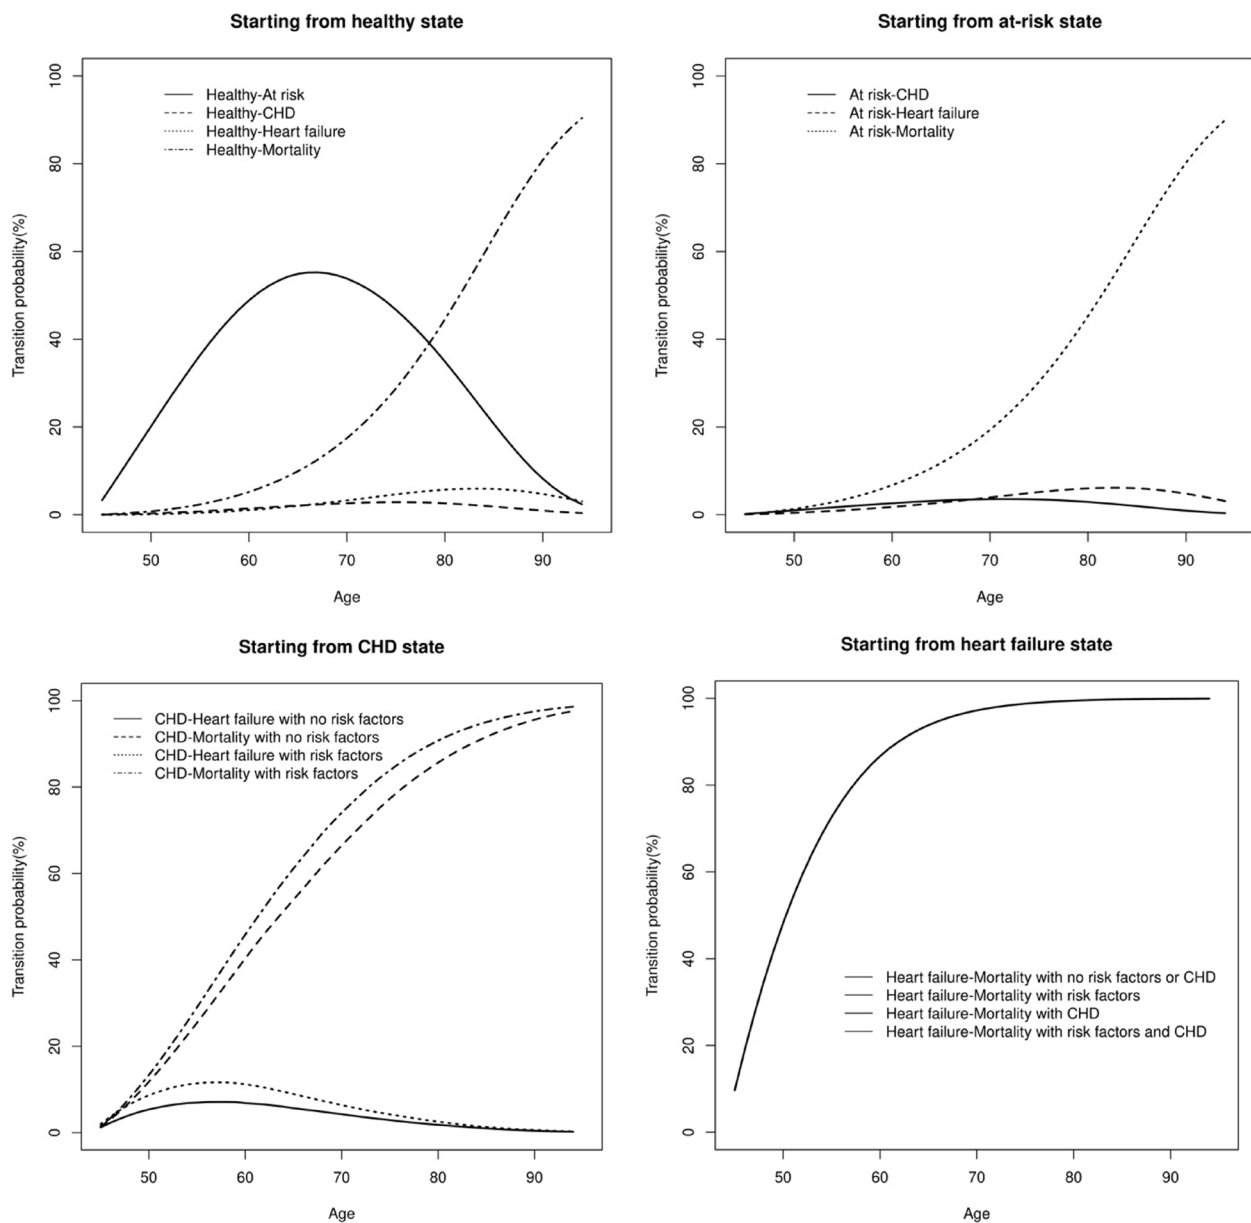 Starting from healthy state
100
80
60
40
20
0
Transition probability(%)
Healthy-At risk
Healthy-CHD
Healthy-Heart failure
Healthy-Mortality
50 60 70 80 90
Age
Starting from at-risk state
100
80
60
40
20
0
Transition probability(%)
At risk-CHD
At risk-Heart failure
At risk-Mortality
50 60 70 80 90
Age
Starting from CHD state
100
80
60
40
20
0
Transition probability(%)
CHD-Heart failure with no risk factors
CHD-Mortality with no risk factors
CHD-Heart failure with risk factors
CHD-Mortality with risk factors
50 60 70 80 90
Age
Starting from heart failure state
100
80
60
40
20
0
Transition probability(%)
Heart failure-Mortality with no risk factors or CHD
Heart failure-Mortality with risk factors
Heart failure-Mortality with CHD
Heart failure-Mortality with risk factors and CHD
50 60 70 80 90
Age